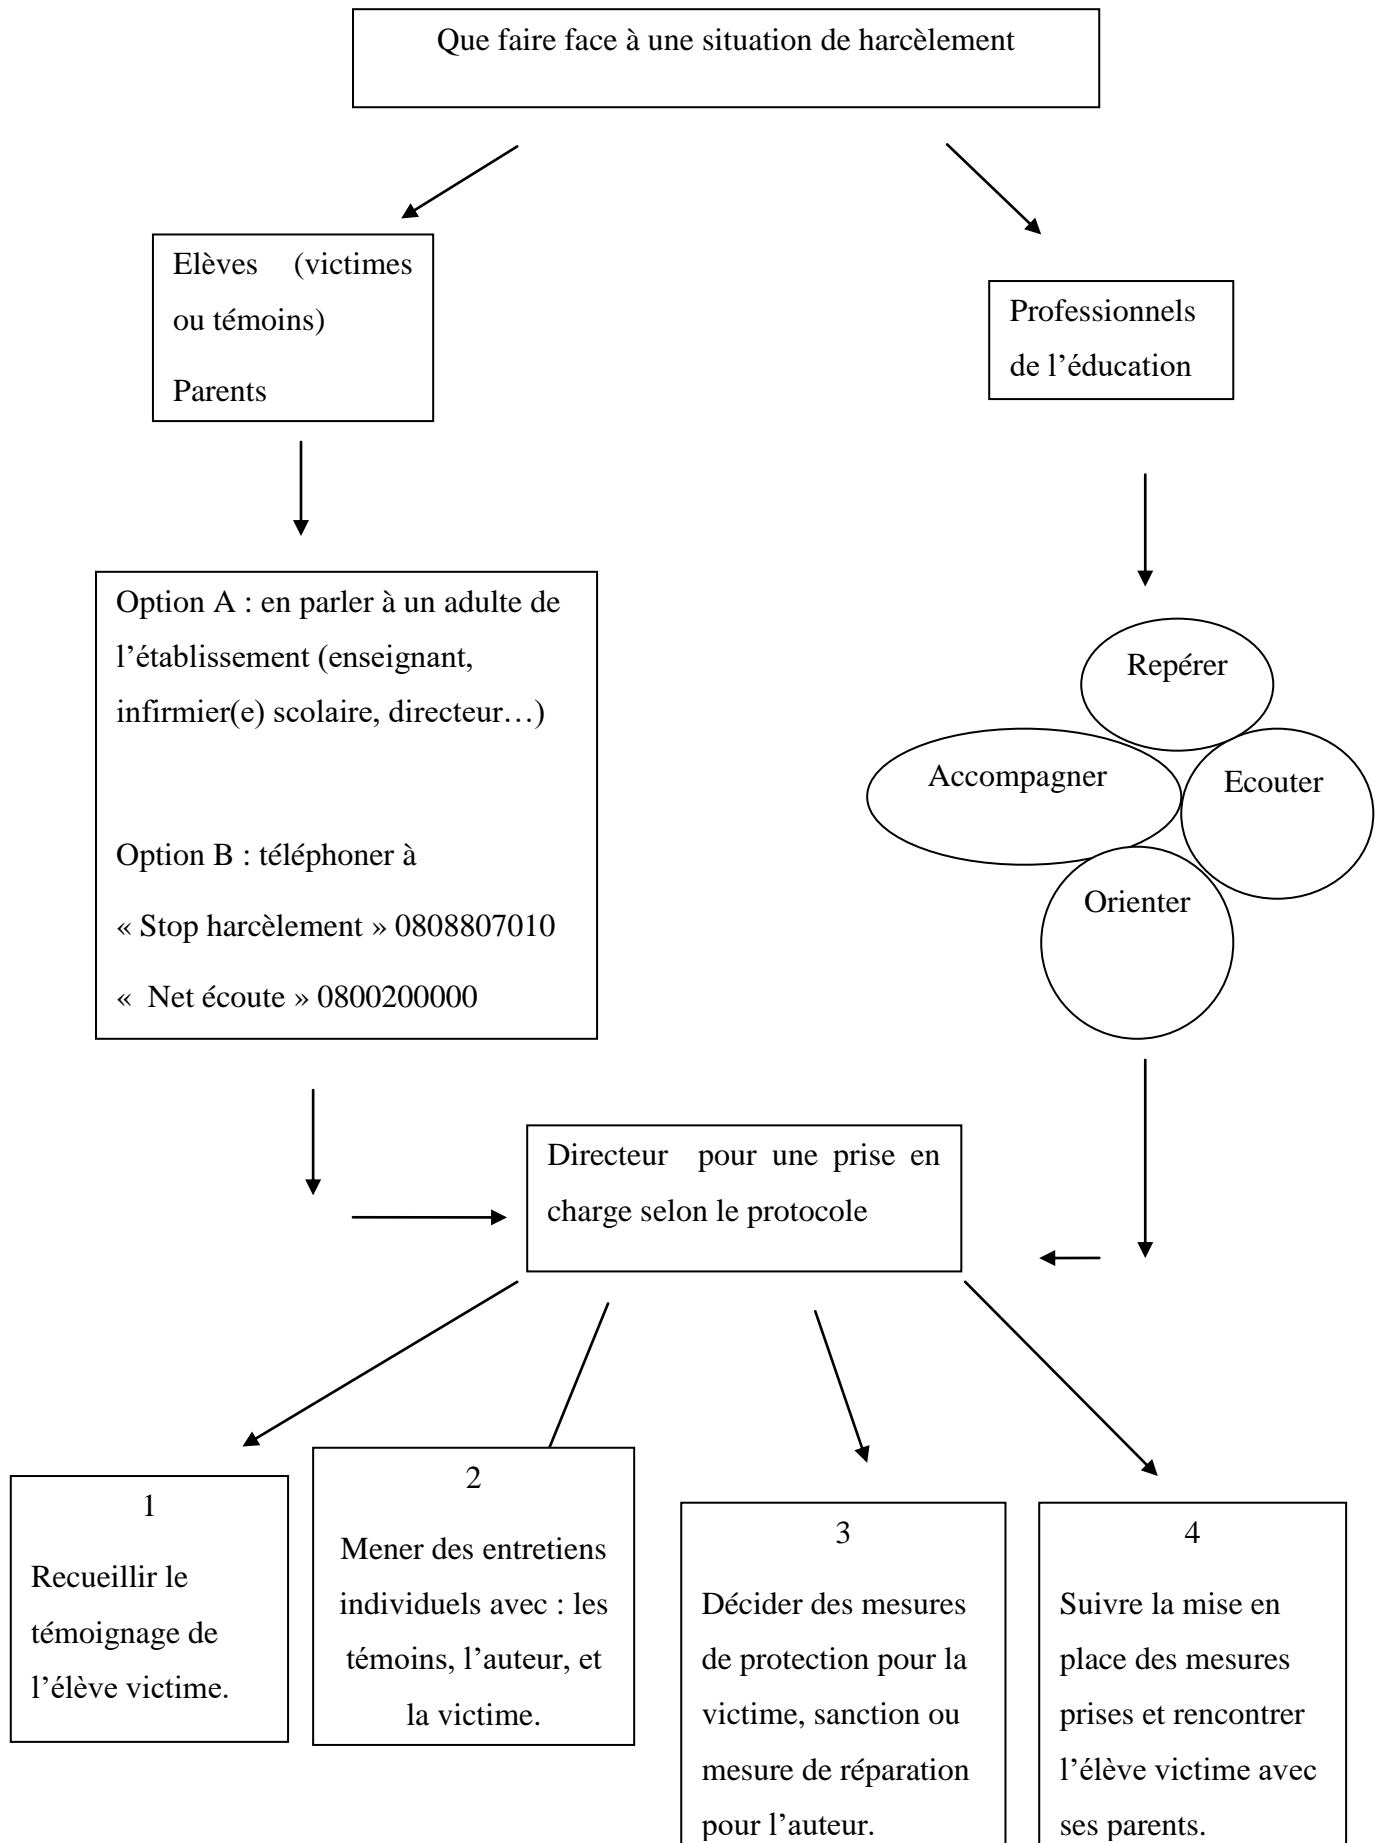 Que faire face à une situation de harcèlement
Elèves (victimes
ou témoins)
Parents
Professionnels
de l’éducation
Option A : en parler à un adulte de
l’établissement (enseignant,
infirmier(e) scolaire, directeur…)
Option B : téléphoner à
« Stop harcèlement » 0808807010
« Net écoute » 0800200000
Repérer
Accompagner
Ecouter
Orienter
Directeur pour une prise en
charge selon le protocole
1
Recueillir le
témoignage de
l’élève victime.
2
Mener des entretiens
individuels avec : les
témoins, l’auteur, et
la victime.
3
Décider des mesures
de protection pour la
victime, sanction ou
mesure de réparation
pour l’auteur.
4
Suivre la mise en
place des mesures
prises et rencontrer
l’élève victime avec
ses parents.